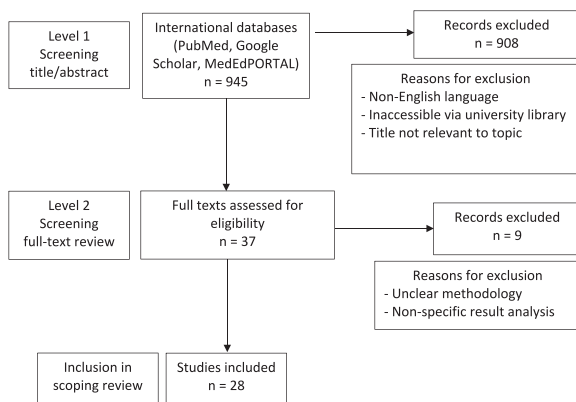 Level 1
Screening
title/abstract
International databases
(PubMed, Google
Scholar, MedEdPORTAL)
n = 945
Records excluded
n = 908
Reasons for exclusion
- Non-English language
- Inaccessible via university library
- Title not relevant to topic
Level 2
Screening
full-text review
Full texts assessed for
eligibility
n = 37
Records excluded
n = 9
Reasons for exclusion
- Unclear methodology
- Non-specific result analysis
Inclusion in
scoping review
Studies included
n = 28